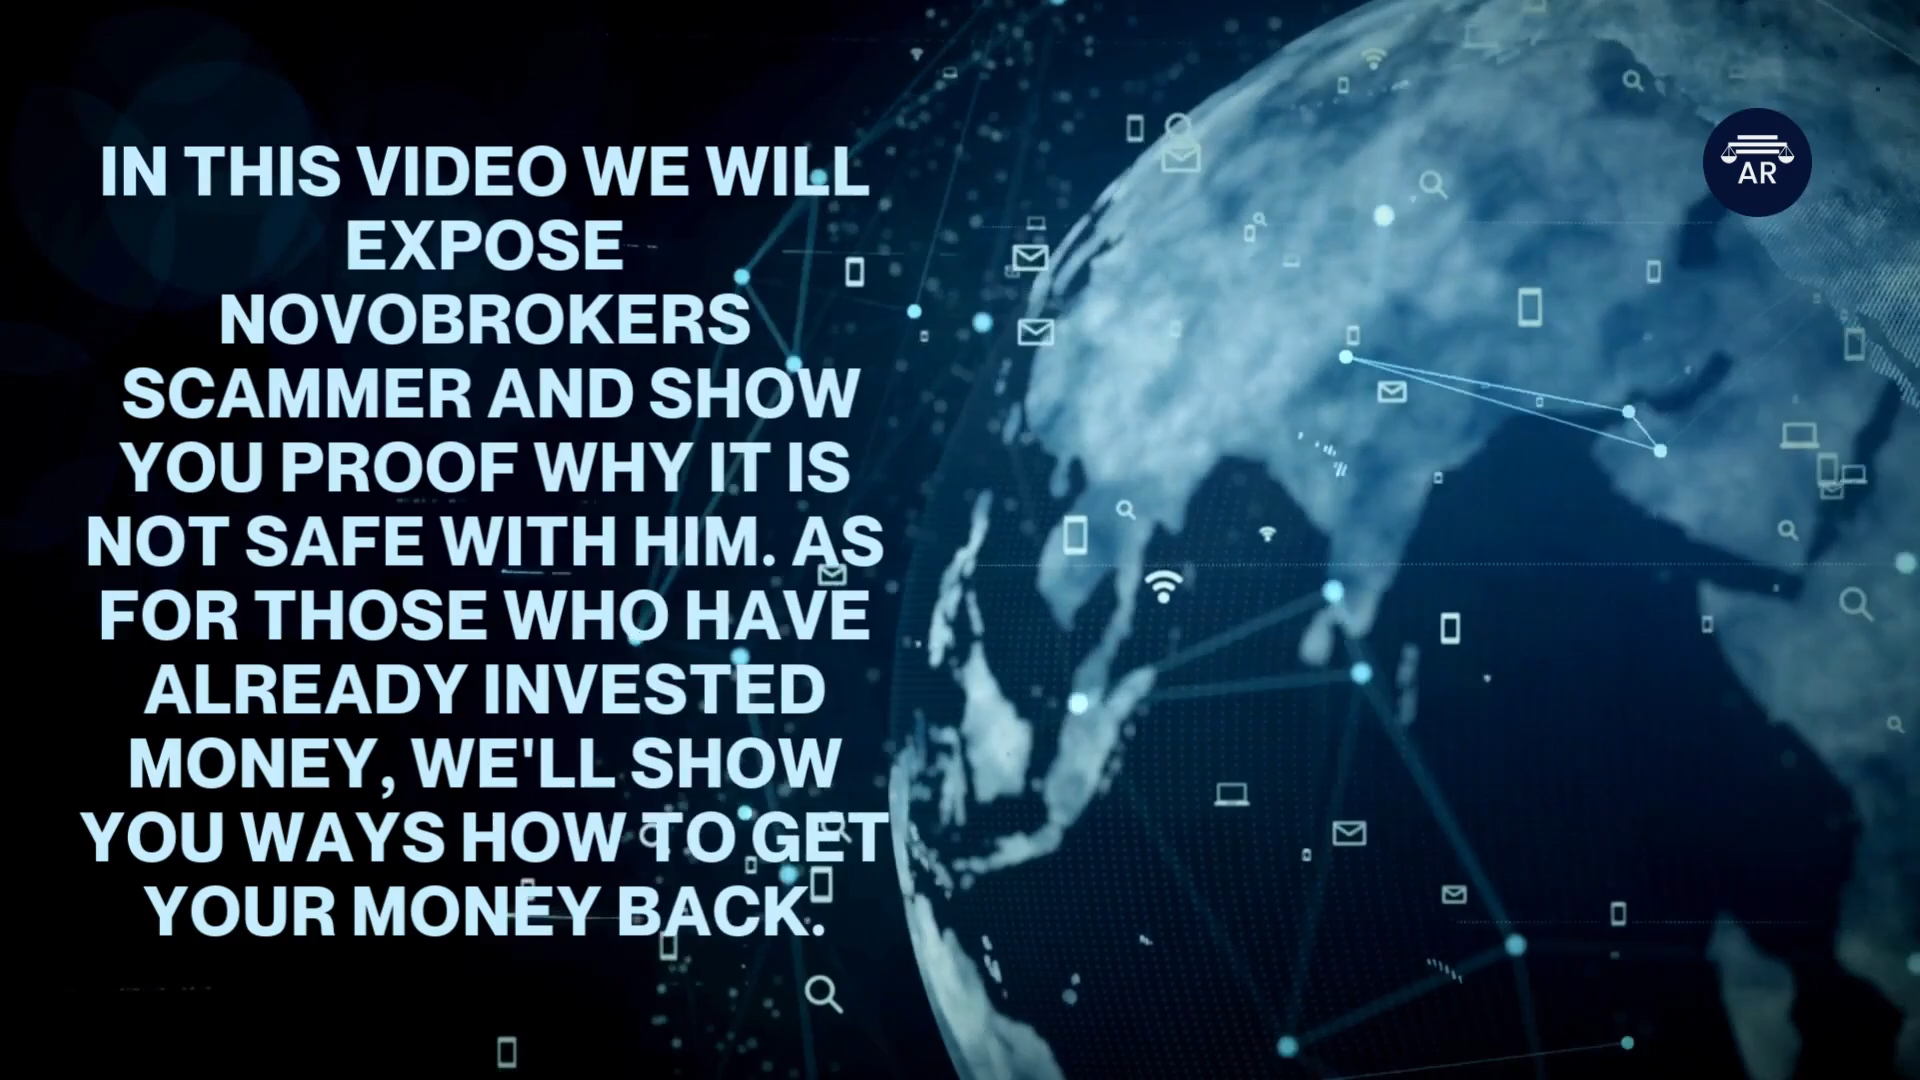 IN THIS VIDEO WE WILL
EXPOSE
NOVOBROKERS
SCAMMER AND SHOW
YOU PROOF WHY IT IS
NOT SAFE WITH HIM. AS
FOR THOSE WHO HAVE
ALREADY INVESTED
MONEY, WE'LL SHOW
YOU WAYS HOW TO GET
YOUR MONEY BACK.
AR